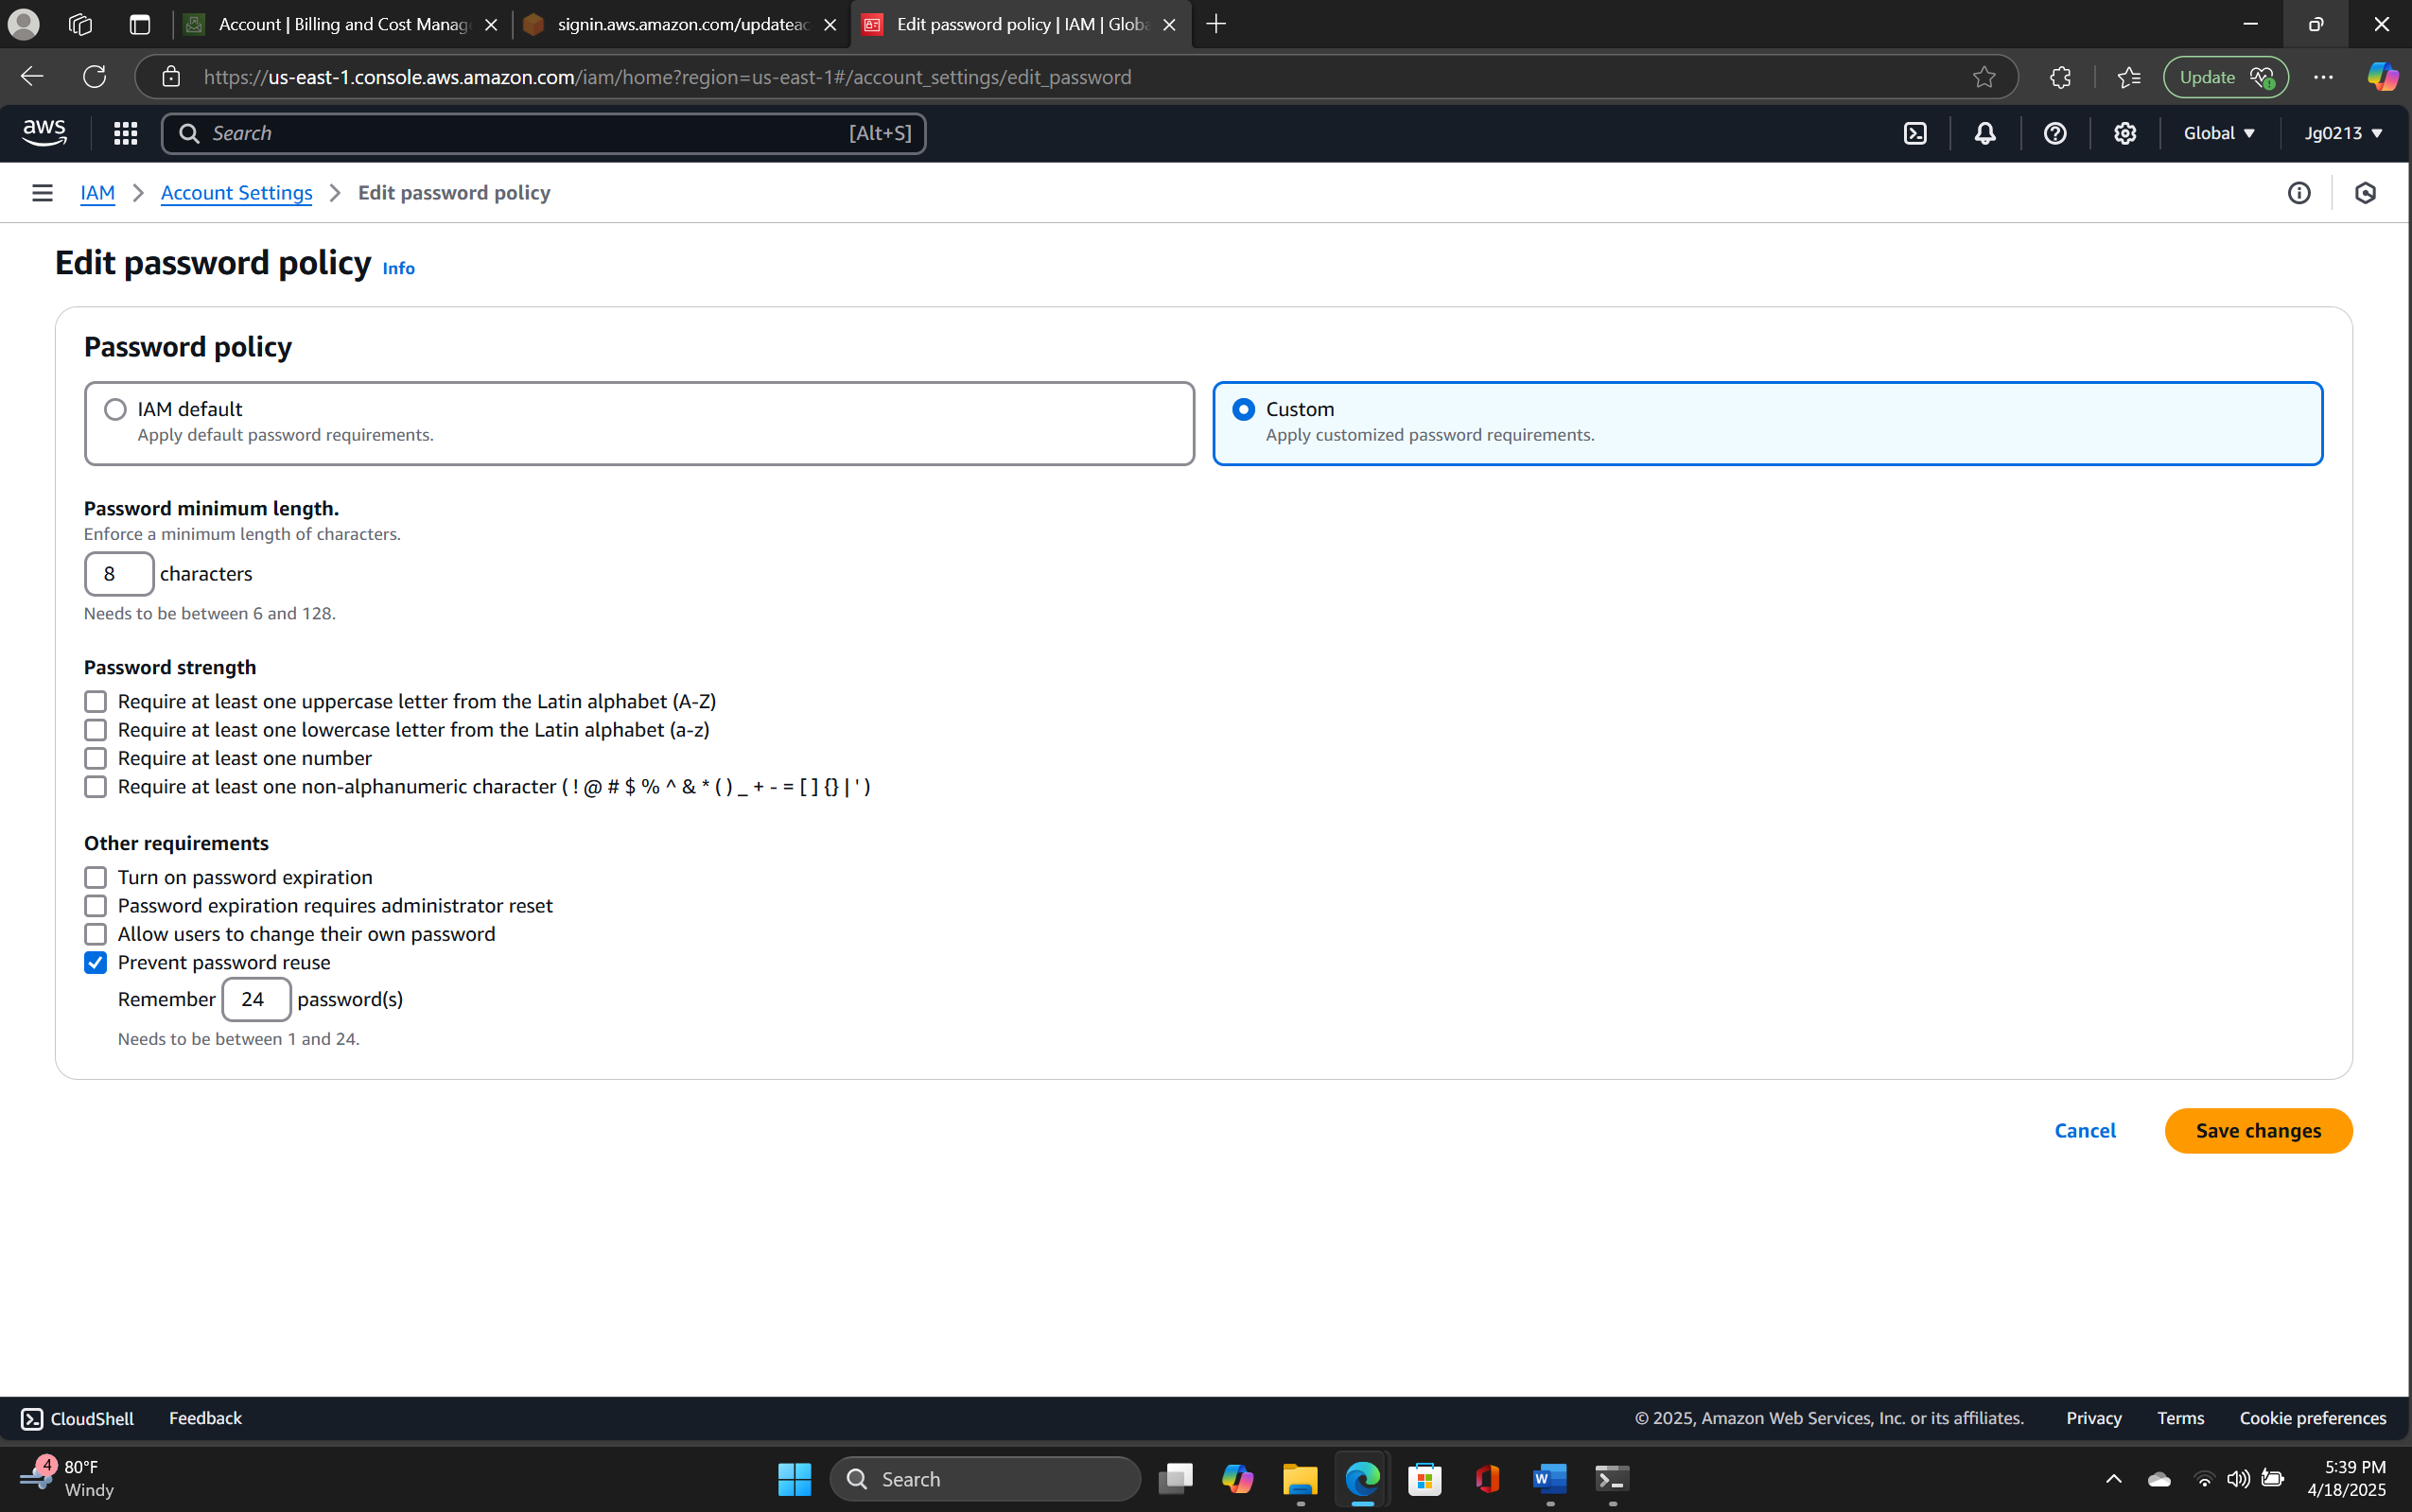 Account | Billing and Cost Manag
signin.aws.amazon.com/updateac
Edit password policy | IAM | Globa
https://us-east-1.console.aws.amazon.com/iam/home?region=us-east-1#/account_settings/edit_password
Update
aws
Search
[Alt+S]
Global
Jg0213
IAM
Account Settings
Edit password policy
Edit password policy Info
Password policy
IAM default
Apply default password requirements.
Custom
Apply customized password requirements.
Password minimum length.
Enforce a minimum length of characters.
8 characters
Needs to be between 6 and 128.
Password strength
Require at least one uppercase letter from the Latin alphabet (A-Z)
Require at least one lowercase letter from the Latin alphabet (a-z)
Require at least one number
Require at least one non-alphanumeric character ( ! @ # $ % ^ & * ( ) _ + - = [ ] {} | ' )
Other requirements
Turn on password expiration
Password expiration requires administrator reset
Allow users to change their own password
Prevent password reuse
Remember 24 password(s)
Needs to be between 1 and 24.
Cancel
Save changes
CloudShell
Feedback
© 2025, Amazon Web Services, Inc. or its affiliates.
Privacy
Terms
Cookie preferences
4
80°F
Windy
Search
W
5:39 PM
4/18/2025